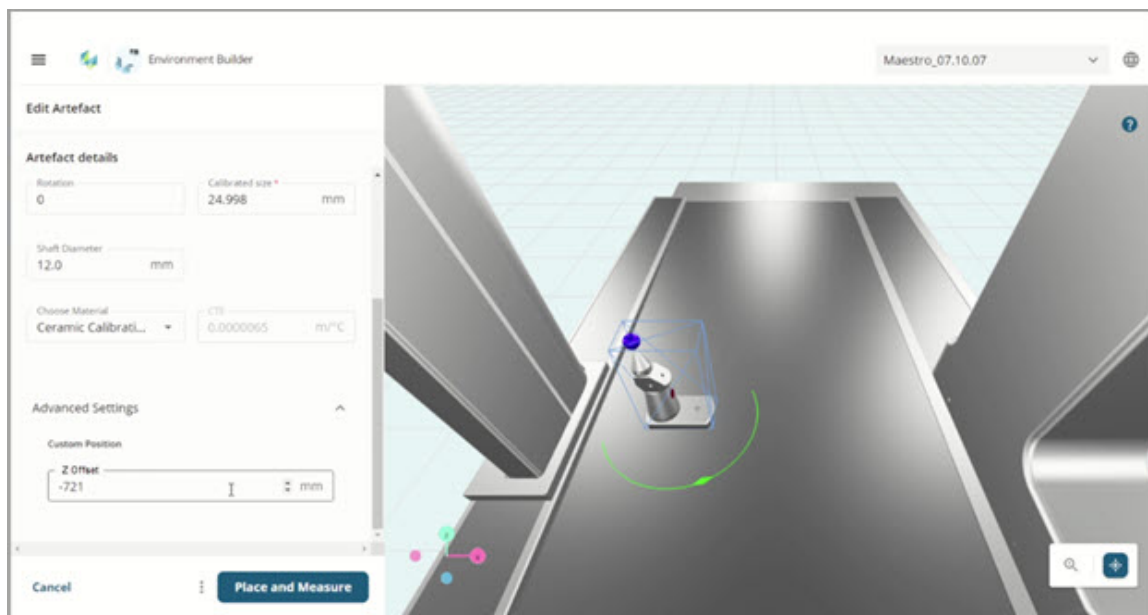 Environment Builder
Maestro_07.10.07
Edit Artefact
Artefact details
Rotation
0
Calibrated size *
24.998 mm
Shaft Diameter
12.0 mm
Choose Material
Ceramic Calibrati...
CTE
0.0000065 m/°C
Advanced Settings
Custom Position
Z Offset
-721 mm
Cancel
Place and Measure
?